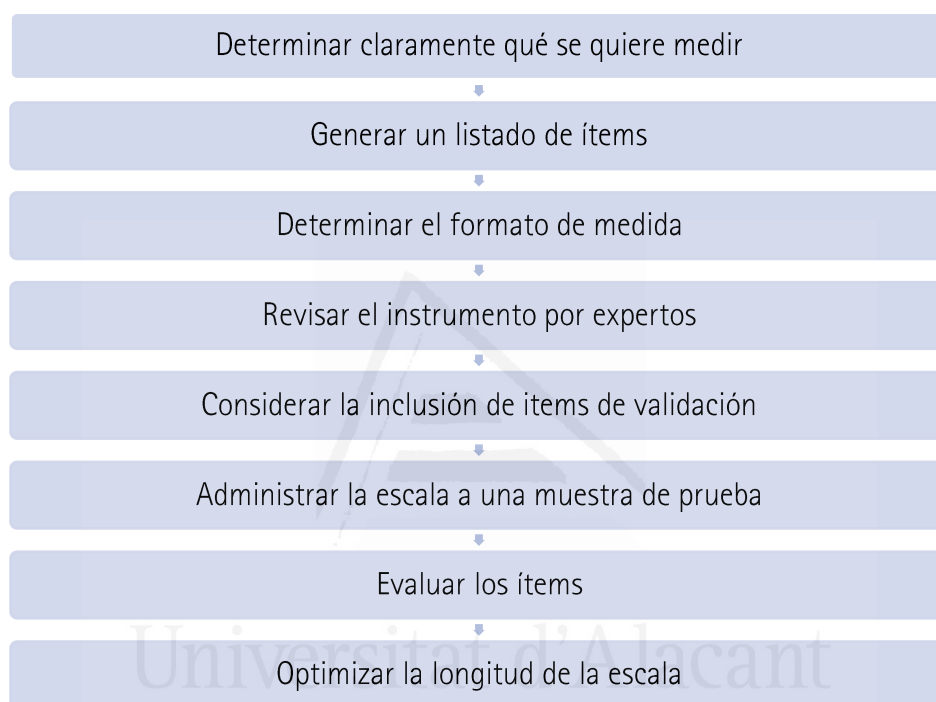 Determinar claramente qué se quiere medir
Generar un listado de ítems
Determinar el formato de medida
Revisar el instrumento por expertos
Considerar la inclusión de items de validación
Administrar la escala a una muestra de prueba
Evaluar los ítems
Universitat d'Alacant
Optimizar la longitud de la escala